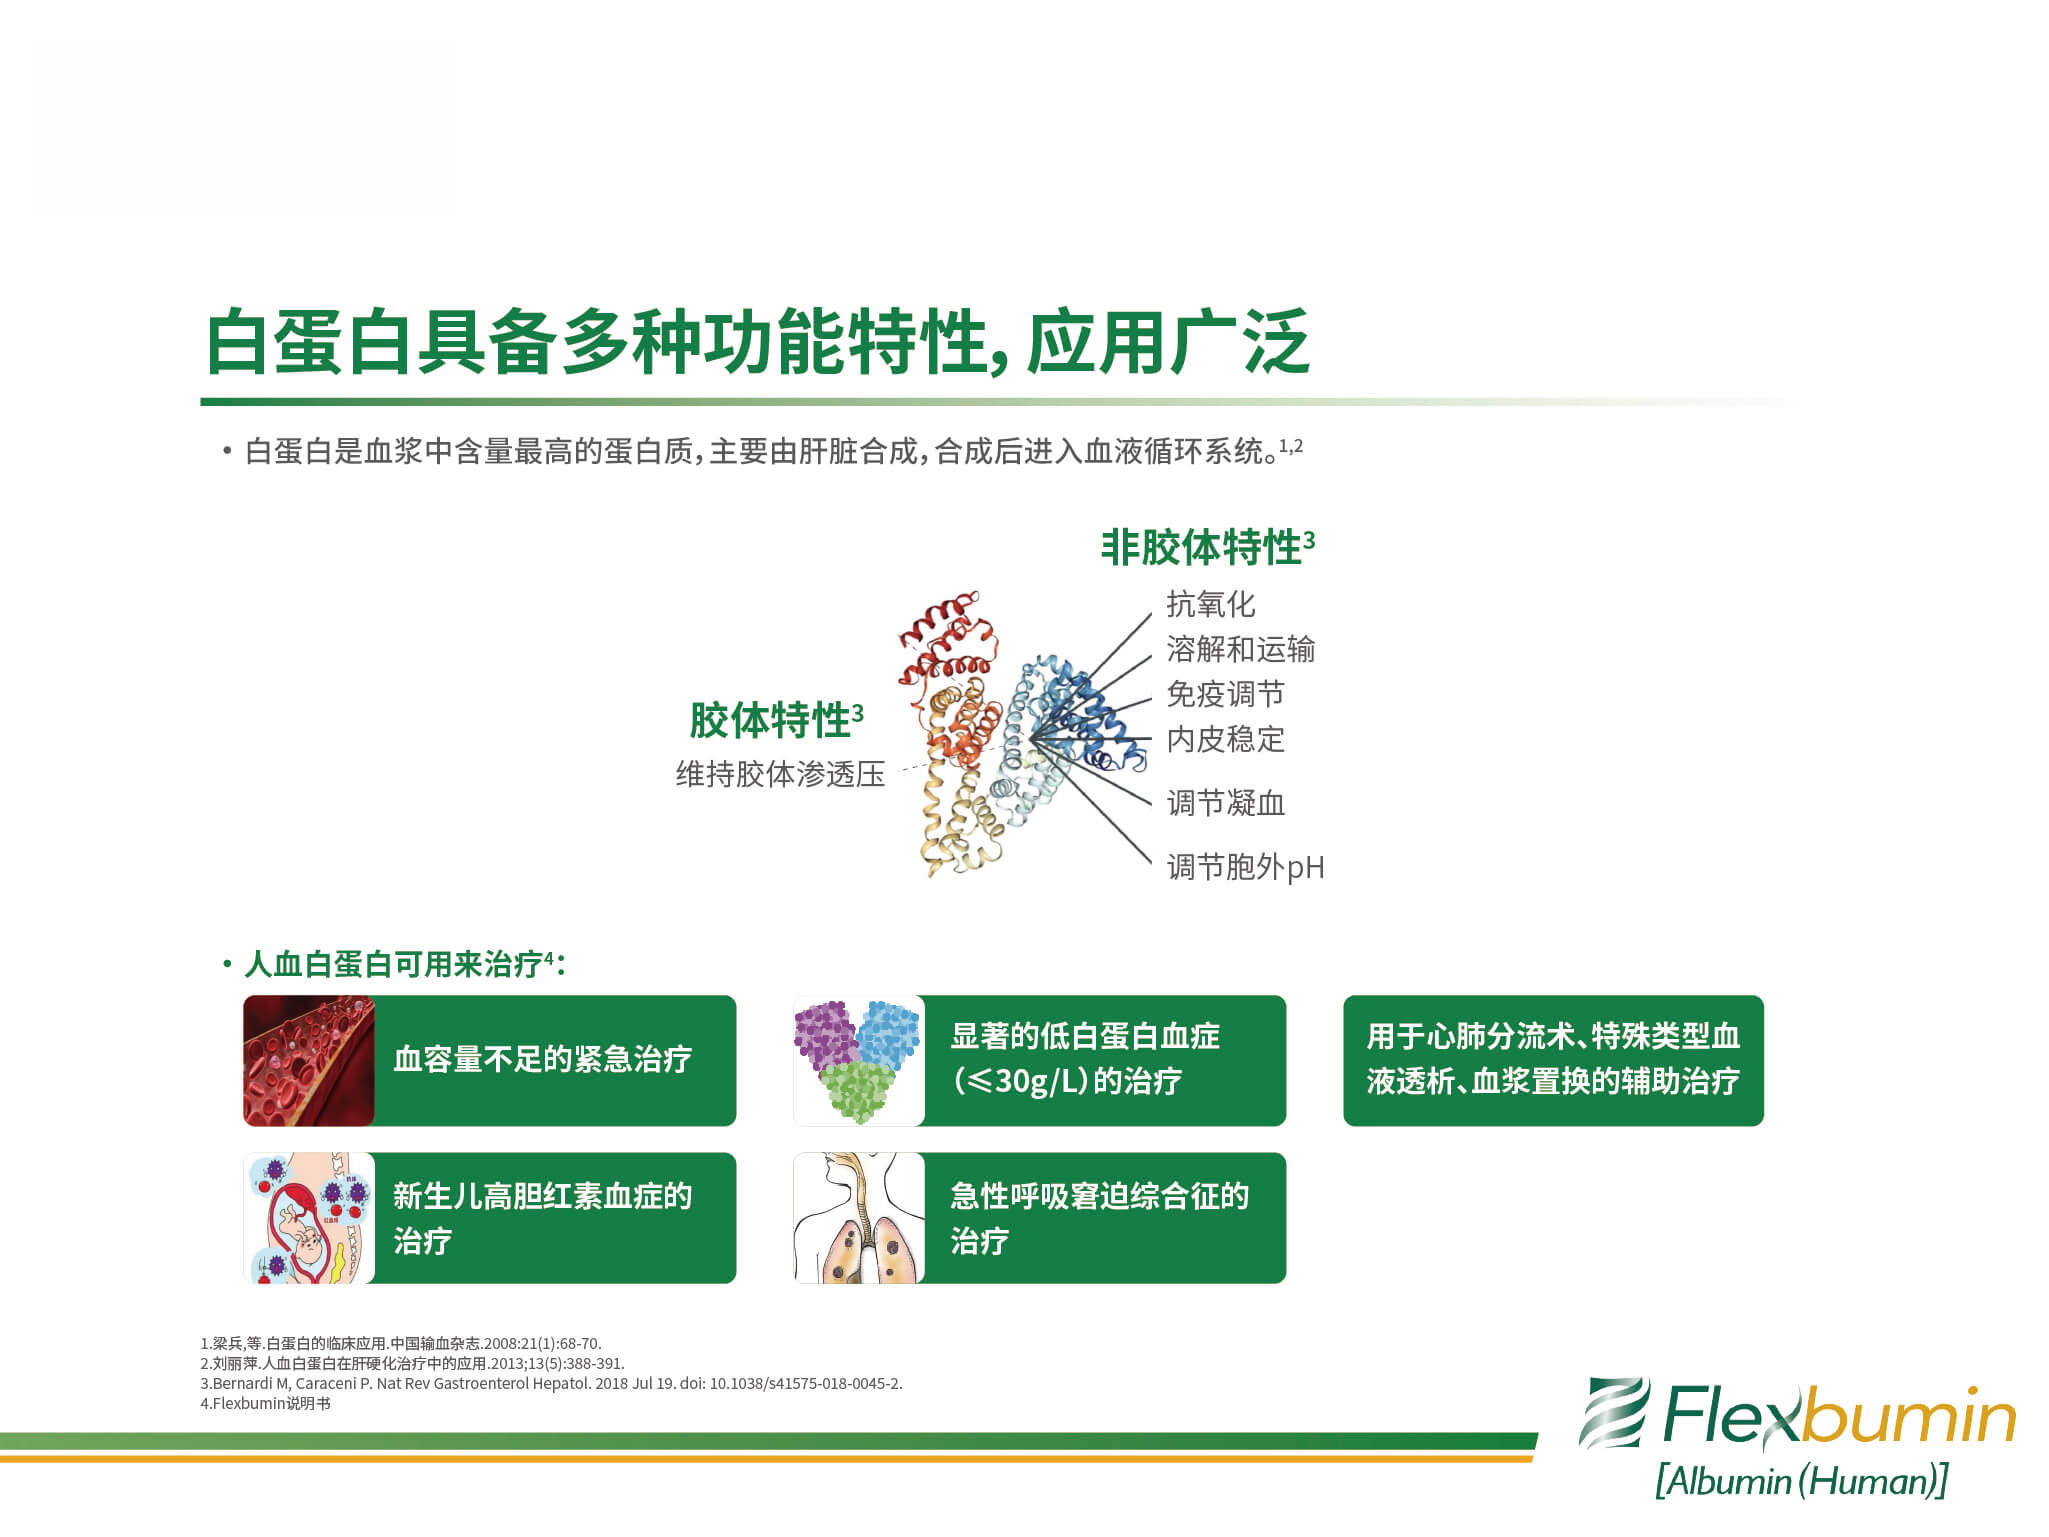 白蛋白具备多种功能特性，应用广泛
• 白蛋白是血浆中含量最高的蛋白质，主要由肝脏合成，合成后进入血液循环系统。1,2
非胶体特性3
抗氧化
溶解和运输
免疫调节
内皮稳定
调节凝血
调节胞外pH
胶体特性3
维持胶体渗透压
• 人血白蛋白可用来治疗4：
血容量不足的紧急治疗
显著的低白蛋白血症
（≤30g/L）的治疗
用于心肺分流术、特殊类型血
液透析、血浆置换的辅助治疗
新生儿高胆红素血症的
治疗
急性呼吸窘迫综合征的
治疗
1.梁兵,等.白蛋白的临床应用.中国输血杂志.2008:21(1):68-70.
2.刘丽萍.人血白蛋白在肝硬化治疗中的应用.2013;13(5):388-391.
3.Bernardi M, Caraceni P. Nat Rev Gastroenterol Hepatol. 2018 Jul 19. doi: 10.1038/s41575-018-0045-2.
4.Flexbumin说明书
Flexbumin
[Albumin (Human)]